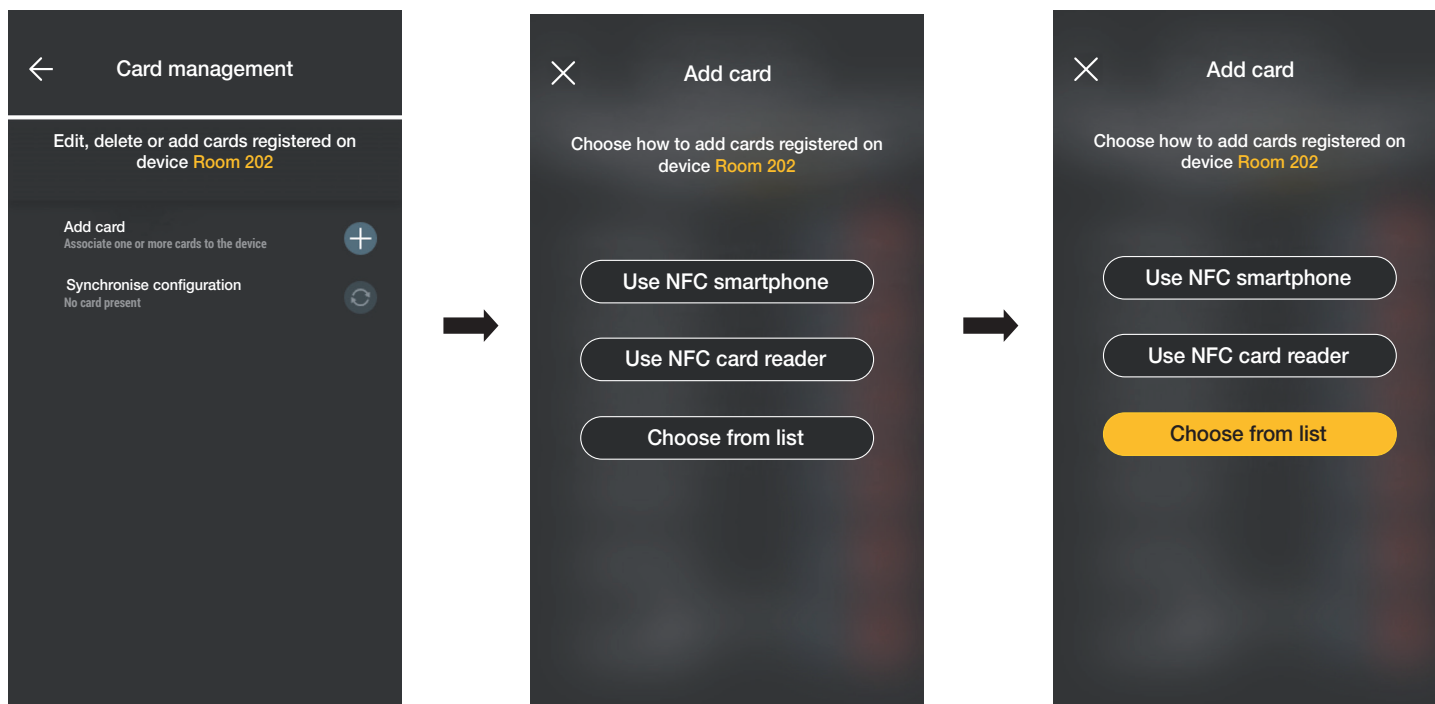 Card management
Edit, delete or add cards registered on
device Room 202
Add card
Associate one or more cards to the device
Synchronise configuration
No card present
Add card
Choose how to add cards registered on
device Room 202
Use NFC smartphone
Use NFC card reader
Choose from list
Add card
Choose how to add cards registered on
device Room 202
Use NFC smartphone
Use NFC card reader
Choose from list